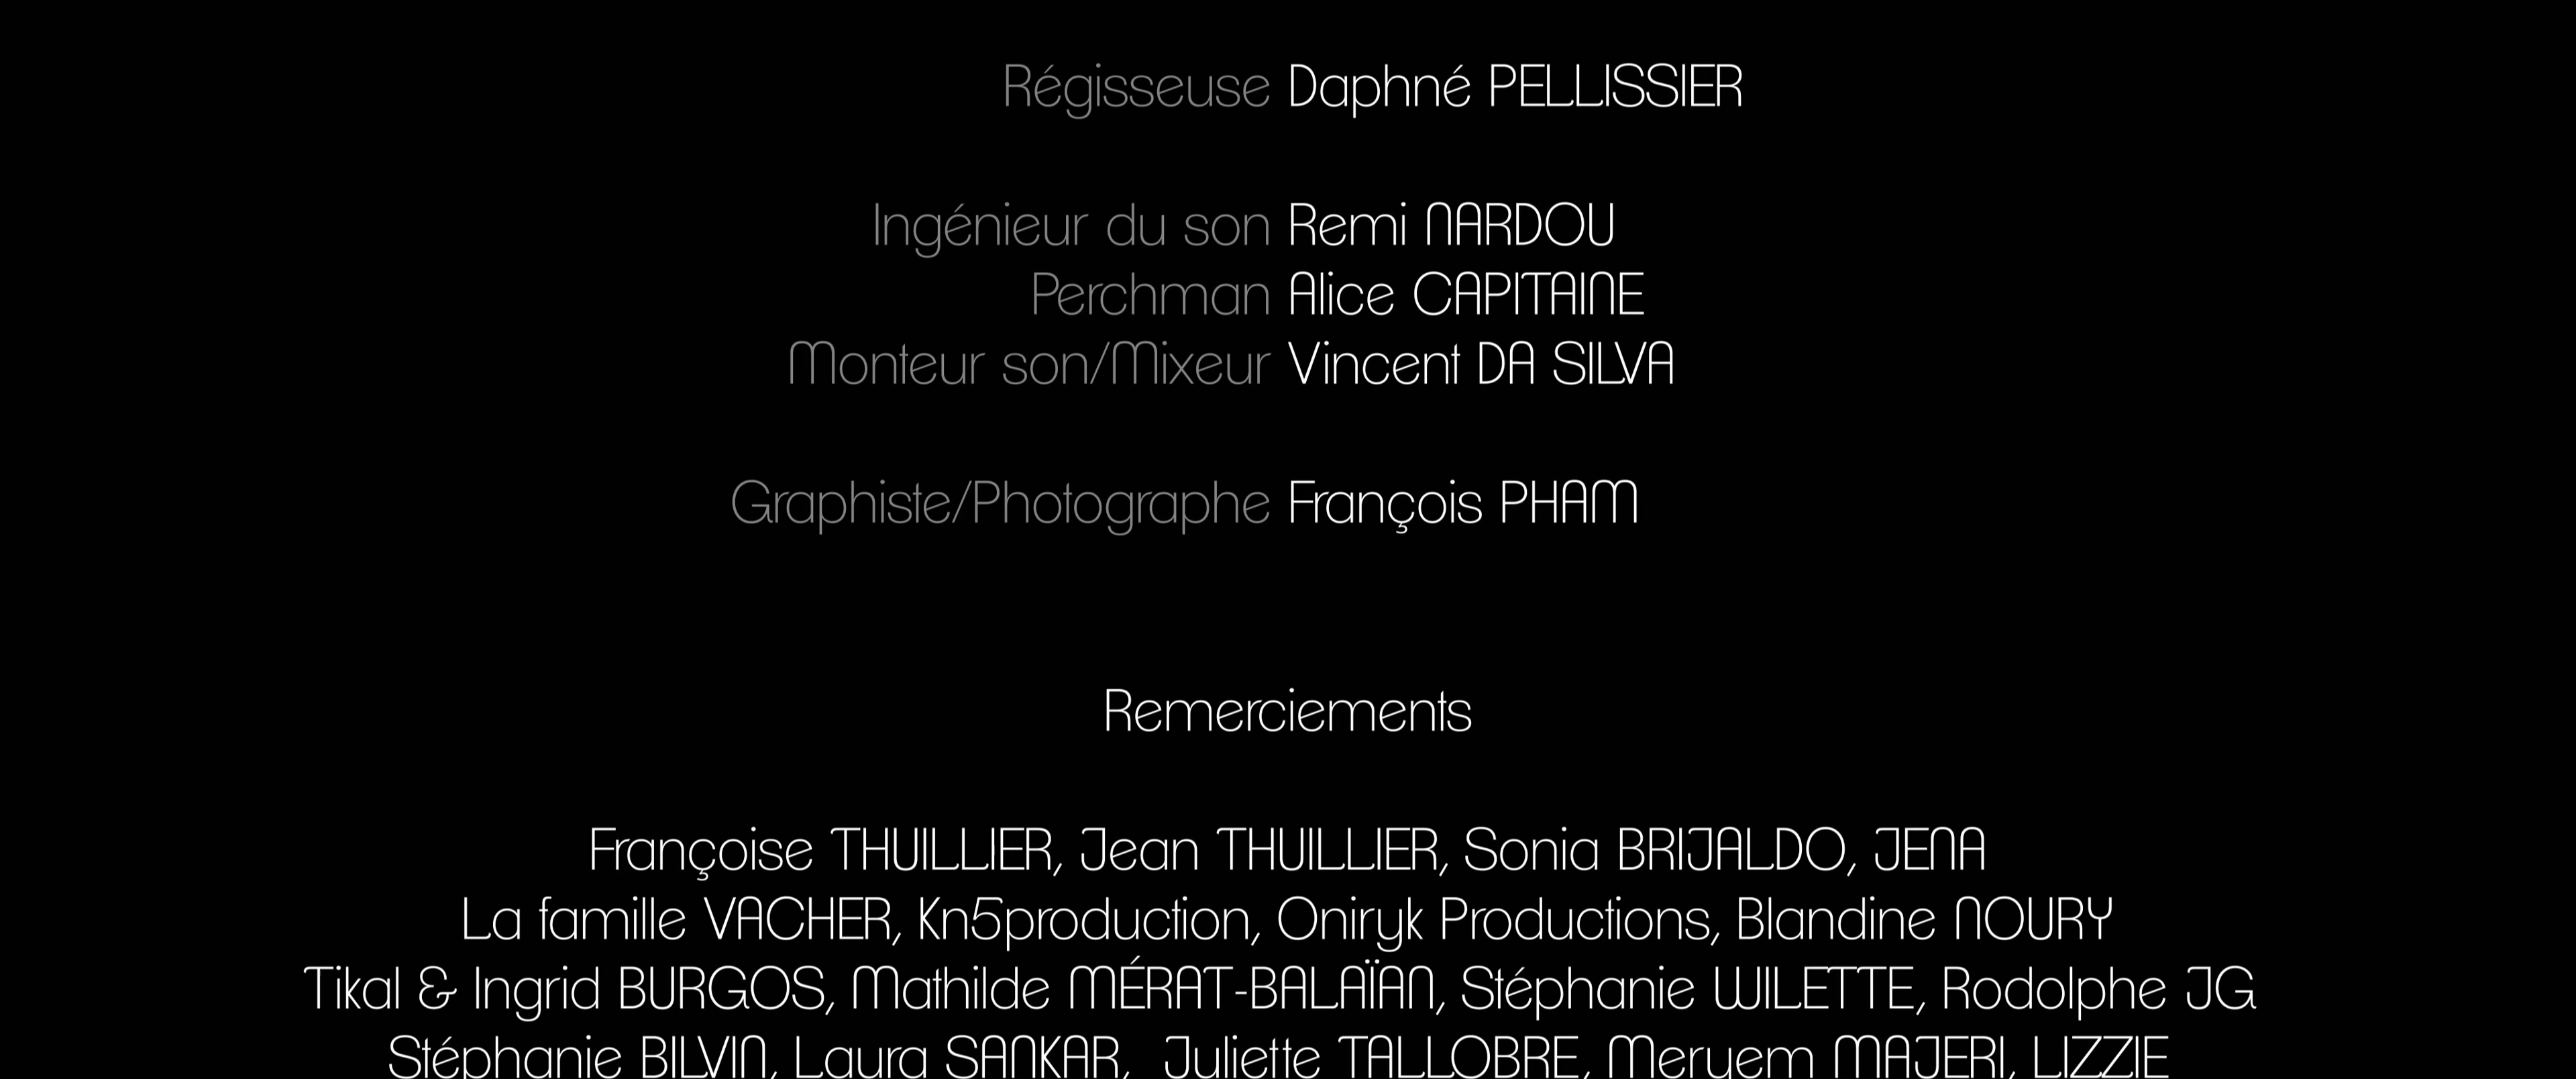 Régisseuse Daphné PELLISSIER
Ingénieur du son Remi NARDOU
Perchman Alice CAPITAINE
Monteur son/Mixeur Vincent DA SILVA
Graphiste/Photographe François PHAM
Remerciements
Françoise THUILLIER, Jean THUILLIER, Sonia BRIJALDO, JENA
La famille VACHER, Kn5production, Oniryk Productions, Blandine NOURY
Tikal & Ingrid BURGOS, Mathilde MÉRAT-BALAÏAN, Stéphanie WILETTE, Rodolphe JG
Stéphanie BILVIN, Laura SANKAR, Juliette TALLOBRE, Meryem MAJERI, LIZZIE